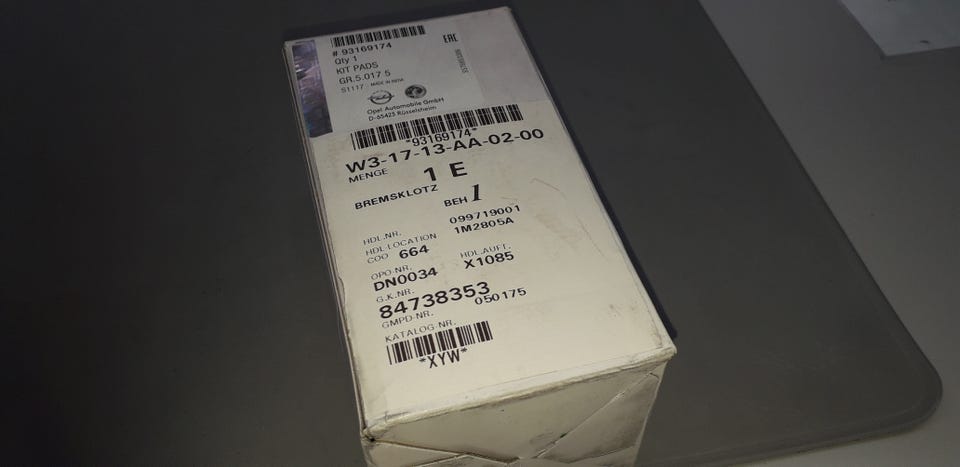 # 93169174
EAC
Qty 1
KIT PADS
GR.5.017 5
S1117 MADE IN INDIA
Opel Automobile GmbH
D-65423 Rüsselsheim
*93169174*
W3-17-13-AA-02-00
MENGE 1 E
BREMSKLOTZ BEH 1
HDL.NR. 099719001
HDL LOCATION 1M2805A
COO 664
OPO-NR. HDL.AUFT.
DN0034 X1085
G.K.NR.
84738353
GMPD-NR. 050175
KATALOG-NR.
*XYW*